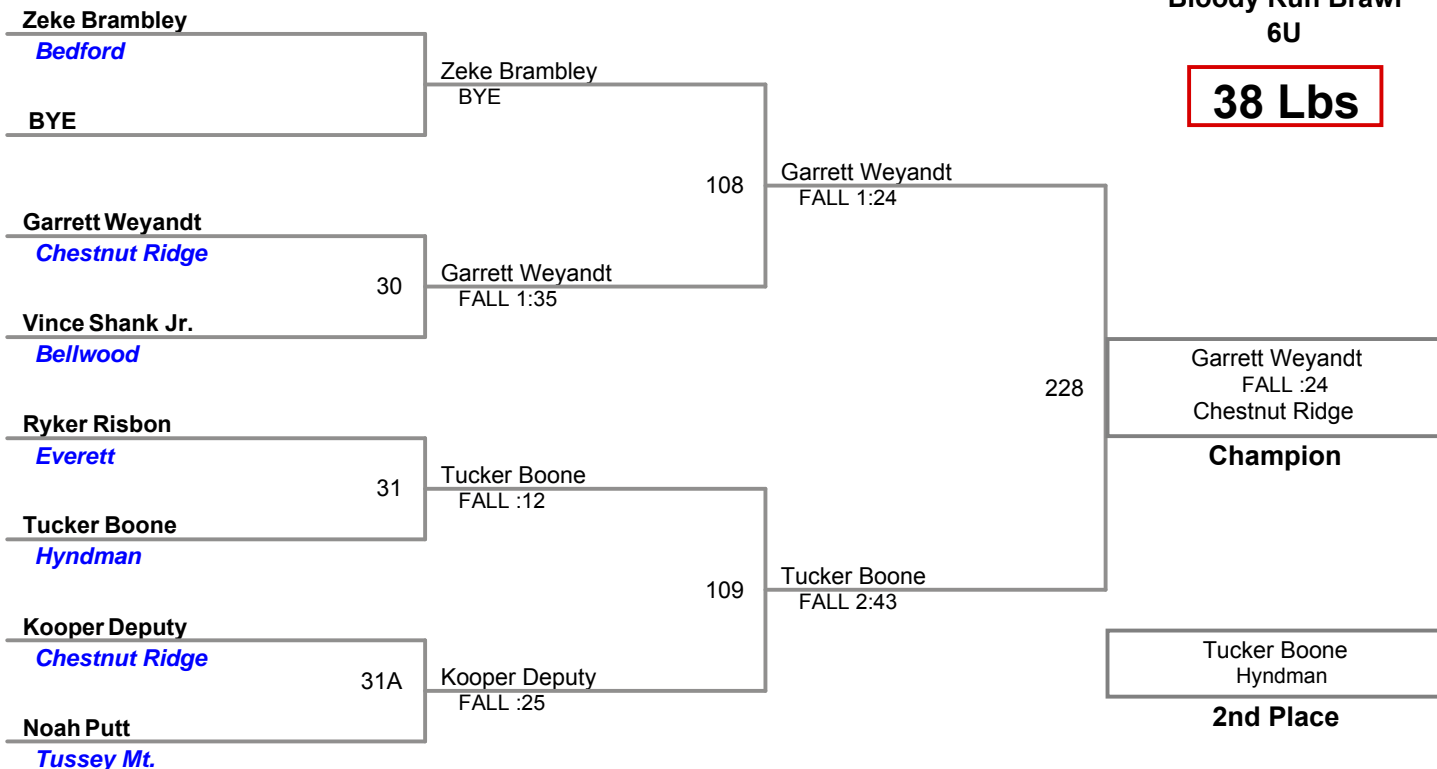 Bloody Run Brawl
6U
38 Lbs
Zeke Brambley
Bedford
BYE
Zeke Brambley
BYE
Garrett Weyandt
Chestnut Ridge
30
Vince Shank Jr.
Bellwood
Garrett Weyandt
FALL 1:35
108
Garrett Weyandt
FALL 1:24
Ryker Risbon
Everett
31
Tucker Boone
Hyndman
Tucker Boone
FALL :12
Kooper Deputy
Chestnut Ridge
31A
Noah Putt
Tussey Mt.
Kooper Deputy
FALL :25
109
Tucker Boone
FALL 2:43
228
Garrett Weyandt
FALL :24
Chestnut Ridge
Champion
Tucker Boone
Hyndman
2nd Place